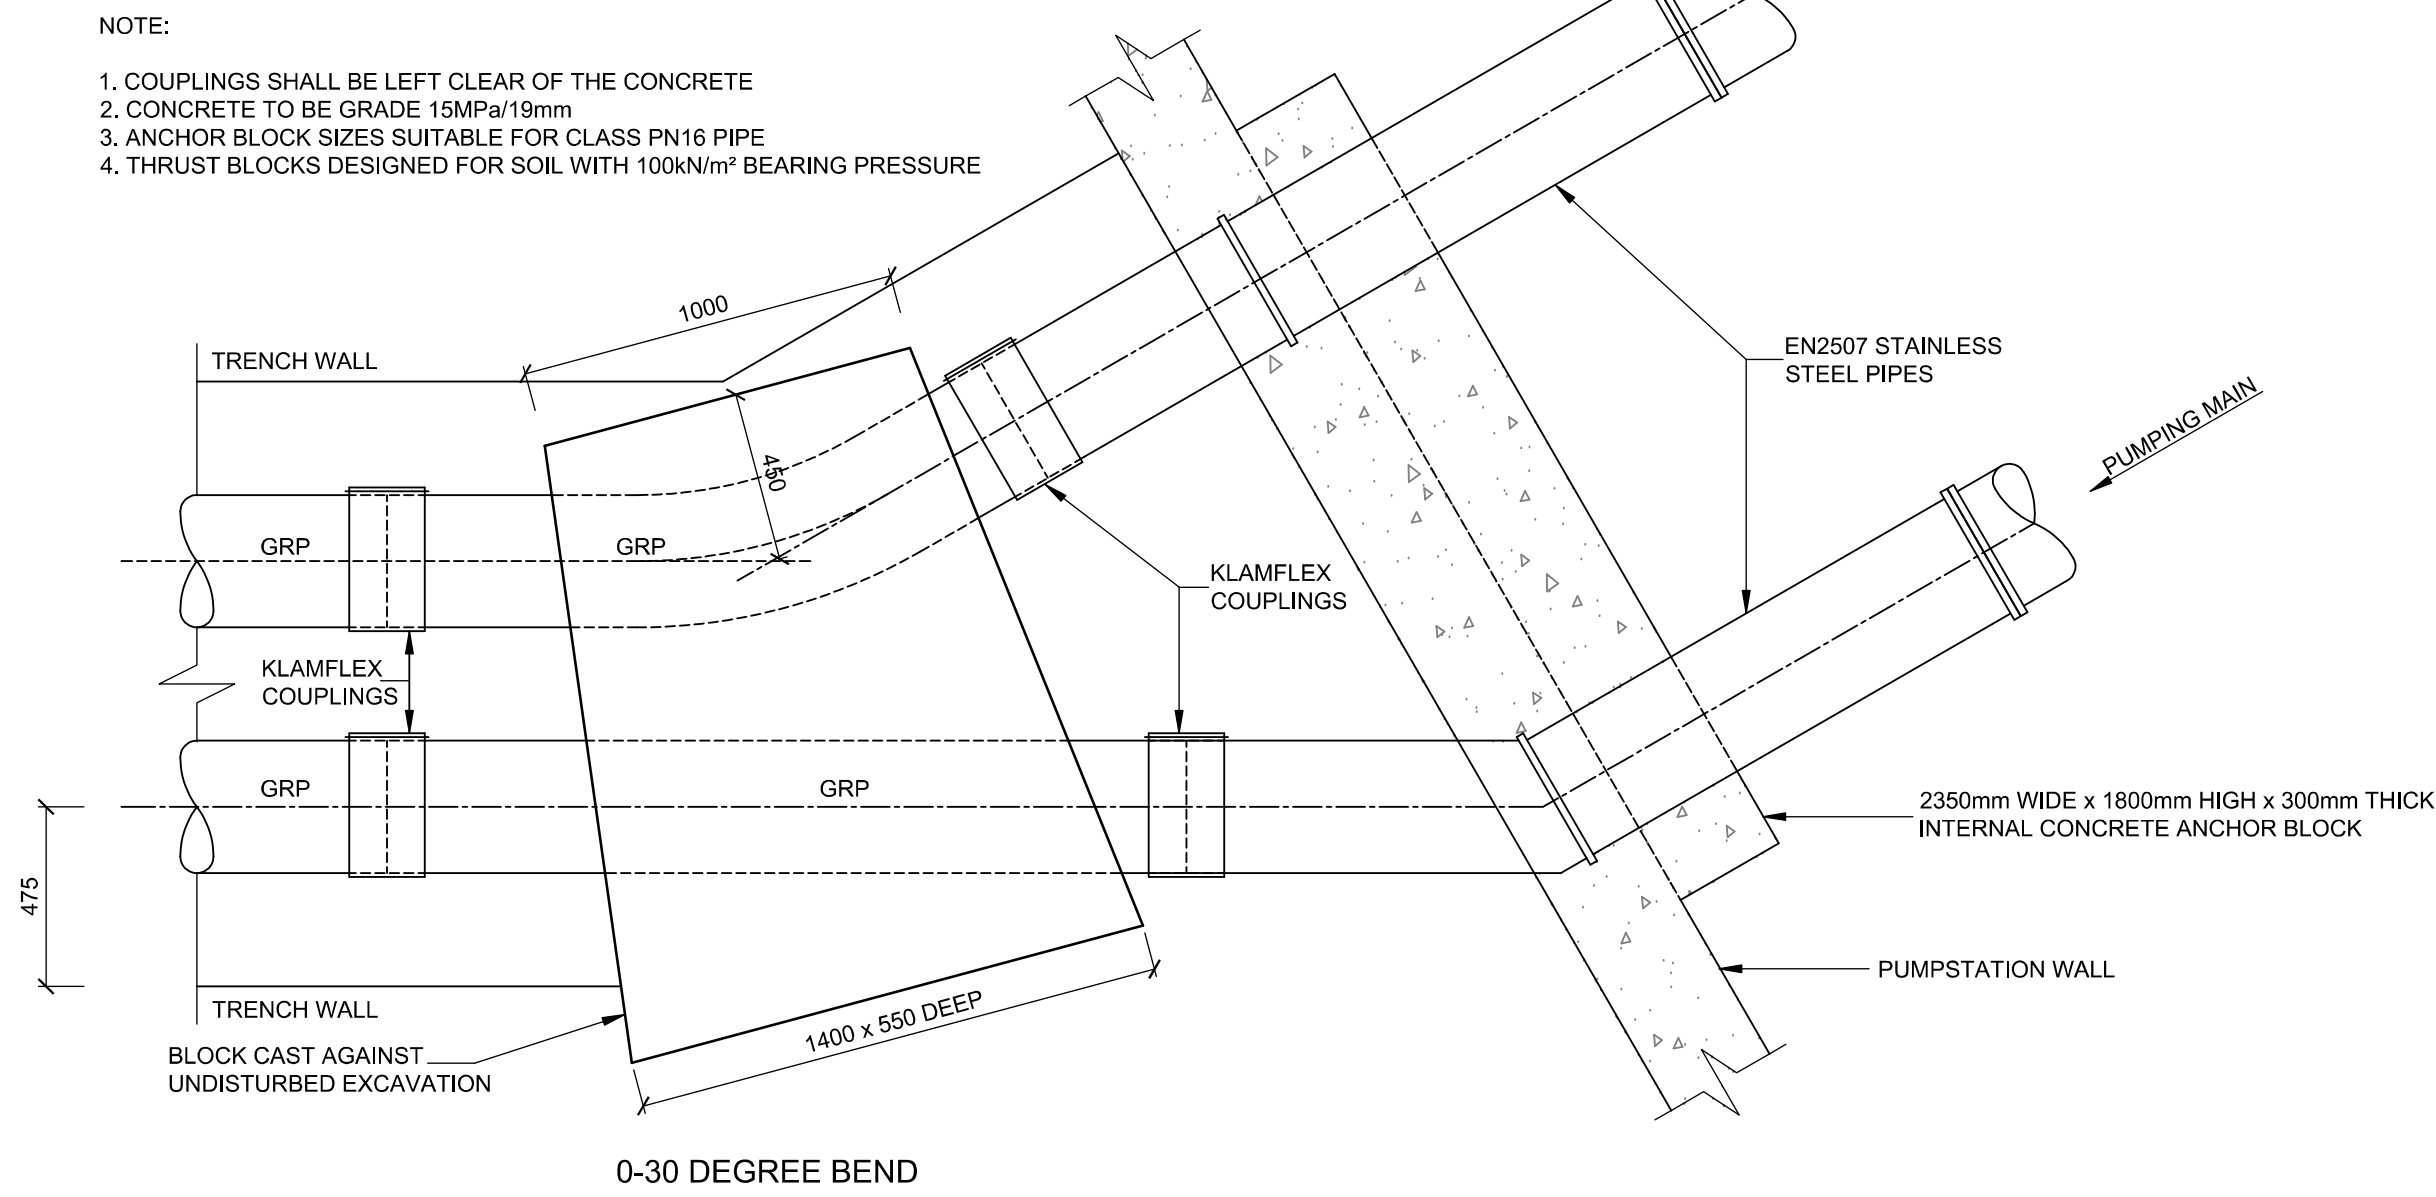 NOTE:
1. COUPLINGS SHALL BE LEFT CLEAR OF THE CONCRETE
2. CONCRETE TO BE GRADE 15MPa/19mm
3. ANCHOR BLOCK SIZES SUITABLE FOR CLASS PN16 PIPE
4. THRUST BLOCKS DESIGNED FOR SOIL WITH 100kN/m² BEARING PRESSURE
1000
TRENCH WALL
EN2507 STAINLESS
STEEL PIPES
PUMPING MAIN
450
GRP
GRP
KLAMFLEX
COUPLINGS
KLAMFLEX
COUPLINGS
GRP
GRP
2350mm WIDE x 1800mm HIGH x 300mm THICK
INTERNAL CONCRETE ANCHOR BLOCK
475
PUMPSTATION WALL
TRENCH WALL
1400 x 550 DEEP
BLOCK CAST AGAINST
UNDISTURBED EXCAVATION
0-30 DEGREE BEND